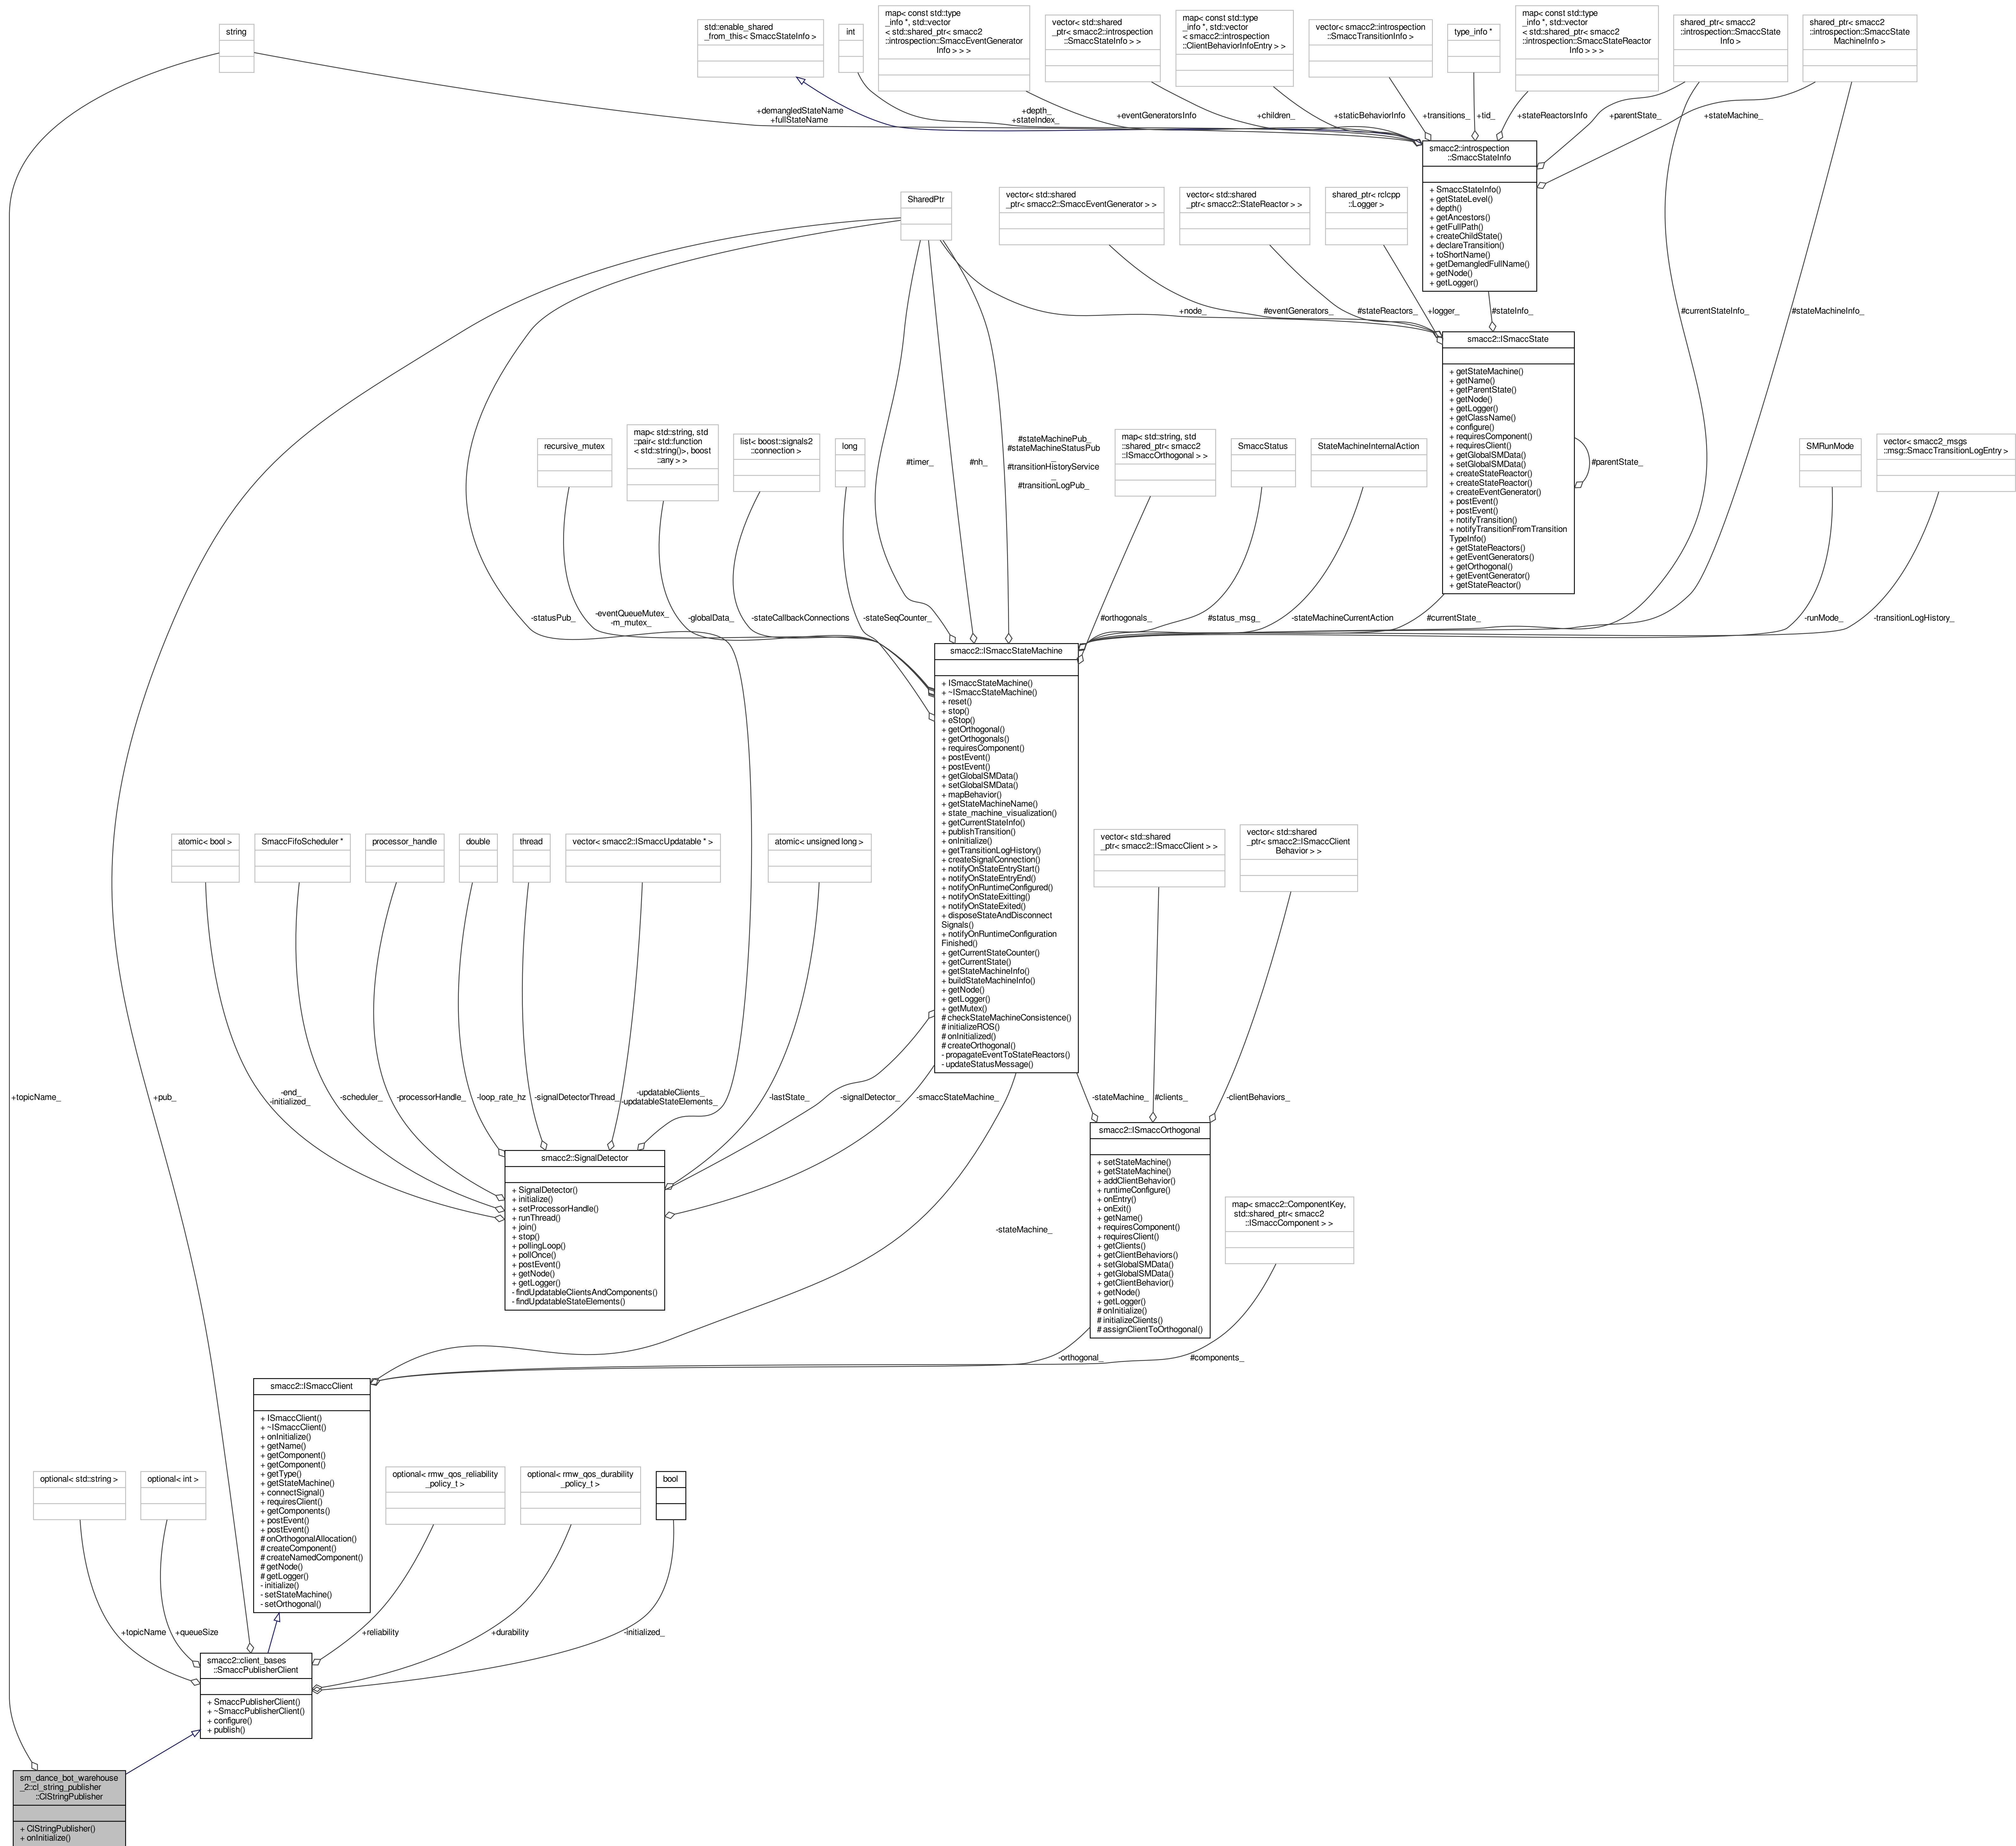 string
std::enable_shared
_from_this< SmaccStateInfo >
int
map< const std::type
_info *, std::vector
< std::shared_ptr< smacc2
::introspection::SmaccEventGenerator
Info > > >
vector< std::shared
_ptr< smacc2::introspection
::SmaccStateInfo > >
map< const std::type
_info *, std::vector
< smacc2::introspection
::ClientBehaviorInfoEntry > >
vector< smacc2::introspection
::SmaccTransitionInfo >
type_info *
map< const std::type
_info *, std::vector
< std::shared_ptr< smacc2
::introspection::SmaccStateReactor
Info > > >
shared_ptr< smacc2
::introspection::SmaccState
Info >
shared_ptr< smacc2
::introspection::SmaccState
MachineInfo >
+demangledStateName
+fullStateName
+depth_
+stateIndex_
+eventGeneratorsInfo
+children_
+staticBehaviorInfo
+transitions_
+tid_
+stateReactorsInfo
+parentState_
+stateMachine_
smacc2::introspection
::SmaccStateInfo
+ SmaccStateInfo()
+ getStateLevel()
+ depth()
+ getAncestors()
+ getFullPath()
+ createChildState()
+ declareTransition()
+ toShortName()
+ getDemangledFullName()
+ getNode()
+ getLogger()
SharedPtr
vector< std::shared
_ptr< smacc2::SmaccEventGenerator > >
vector< std::shared
_ptr< smacc2::StateReactor > >
shared_ptr< rclcpp
::Logger >
+node_
#eventGenerators_
#stateReactors_
+logger_
#stateInfo_
#currentStateInfo_
#stateMachineInfo_
smacc2::ISmaccState
+ getStateMachine()
+ getName()
+ getParentState()
+ getNode()
+ getLogger()
+ getClassName()
+ configure()
+ requiresComponent()
+ requiresClient()
+ getGlobalSMData()
+ setGlobalSMData()
+ createStateReactor()
+ createStateReactor()
+ createEventGenerator()
+ postEvent()
+ postEvent()
+ notifyTransition()
+ notifyTransitionFromTransition
TypeInfo()
+ getStateReactors()
+ getEventGenerators()
+ getOrthogonal()
+ getEventGenerator()
+ getStateReactor()
#parentState_
recursive_mutex
map< std::string, std
::pair< std::function
< std::string()>, boost
::any > >
list< boost::signals2
::connection >
long
#timer_
#nh_
#stateMachinePub_
#stateMachineStatusPub
_
#transitionHistoryService
_
#transitionLogPub_
map< std::string, std
::shared_ptr< smacc2
::ISmaccOrthogonal > >
SmaccStatus
StateMachineInternalAction
SMRunMode
vector< smacc2_msgs
::msg::SmaccTransitionLogEntry >
-statusPub_
-eventQueueMutex_
-m_mutex_
-globalData_
-stateCallbackConnections
-stateSeqCounter_
#orthogonals_
#status_msg_
-stateMachineCurrentAction
#currentState_
-runMode_
-transitionLogHistory_
smacc2::ISmaccStateMachine
+ ISmaccStateMachine()
+ ~ISmaccStateMachine()
+ reset()
+ stop()
+ eStop()
+ getOrthogonal()
+ getOrthogonals()
+ requiresComponent()
+ postEvent()
+ postEvent()
+ getGlobalSMData()
+ setGlobalSMData()
+ mapBehavior()
+ getStateMachineName()
+ state_machine_visualization()
+ getCurrentStateInfo()
+ publishTransition()
+ onInitialize()
+ getTransitionLogHistory()
+ createSignalConnection()
+ notifyOnStateEntryStart()
+ notifyOnStateEntryEnd()
+ notifyOnRuntimeConfigured()
+ notifyOnStateExitting()
+ notifyOnStateExited()
+ disposeStateAndDisconnect
Signals()
+ notifyOnRuntimeConfiguration
Finished()
+ getCurrentStateCounter()
+ getCurrentState()
+ getStateMachineInfo()
+ buildStateMachineInfo()
+ getNode()
+ getLogger()
+ getMutex()
# checkStateMachineConsistence()
# initializeROS()
# onInitialized()
# createOrthogonal()
- propagateEventToStateReactors()
- updateStatusMessage()
atomic< bool >
SmaccFifoScheduler *
processor_handle
double
thread
vector< smacc2::ISmaccUpdatable * >
atomic< unsigned long >
vector< std::shared
_ptr< smacc2::ISmaccClient > >
vector< std::shared
_ptr< smacc2::ISmaccClient
Behavior > >
+topicName_
+pub_
-end_
-initialized_
-scheduler_
-processorHandle_
-loop_rate_hz
-signalDetectorThread_
-updatableClients_
-updatableStateElements_
-lastState_
-signalDetector_
-smaccStateMachine_
-stateMachine_
#clients_
-clientBehaviors_
smacc2::SignalDetector
+ SignalDetector()
+ initialize()
+ setProcessorHandle()
+ runThread()
+ join()
+ stop()
+ pollingLoop()
+ pollOnce()
+ postEvent()
+ getNode()
+ getLogger()
- findUpdatableClientsAndComponents()
- findUpdatableStateElements()
smacc2::ISmaccOrthogonal
+ setStateMachine()
+ getStateMachine()
+ addClientBehavior()
+ runtimeConfigure()
+ onEntry()
+ onExit()
+ getName()
+ requiresComponent()
+ requiresClient()
+ getClients()
+ getClientBehaviors()
+ setGlobalSMData()
+ getGlobalSMData()
+ getClientBehavior()
+ getNode()
+ getLogger()
# onInitialize()
# initializeClients()
# assignClientToOrthogonal()
map< smacc2::ComponentKey,
std::shared_ptr< smacc2
::ISmaccComponent > >
-stateMachine_
-orthogonal_
#components_
smacc2::ISmaccClient
+ ISmaccClient()
+ ~ISmaccClient()
+ onInitialize()
+ getName()
+ getComponent()
+ getComponent()
+ getType()
+ getStateMachine()
+ connectSignal()
+ requiresClient()
+ getComponents()
+ postEvent()
+ postEvent()
# onOrthogonalAllocation()
# createComponent()
# createNamedComponent()
# getNode()
# getLogger()
- initialize()
- setStateMachine()
- setOrthogonal()
optional< std::string >
optional< int >
optional< rmw_qos_reliability
_policy_t >
optional< rmw_qos_durability
_policy_t >
bool
+topicName
+queueSize
+reliability
+durability
-initialized_
smacc2::client_bases
::SmaccPublisherClient
+ SmaccPublisherClient()
+ ~SmaccPublisherClient()
+ configure()
+ publish()
sm_dance_bot_warehouse
_2::cl_string_publisher
::ClStringPublisher
+ ClStringPublisher()
+ onInitialize()